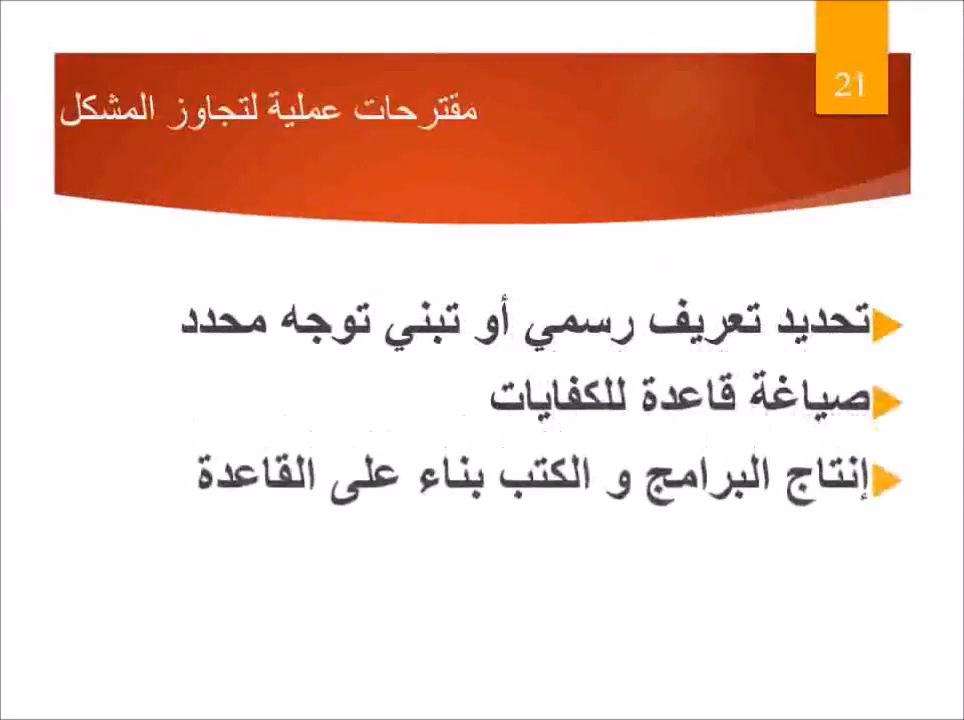 21
مقترحات عملية لتجاوز المشكل
تحديد تعريف رسمي أو تبني توجه محدد
صياغة قاعدة للكفايات
إنتاج البرامج و الكتب بناء على القاعدة